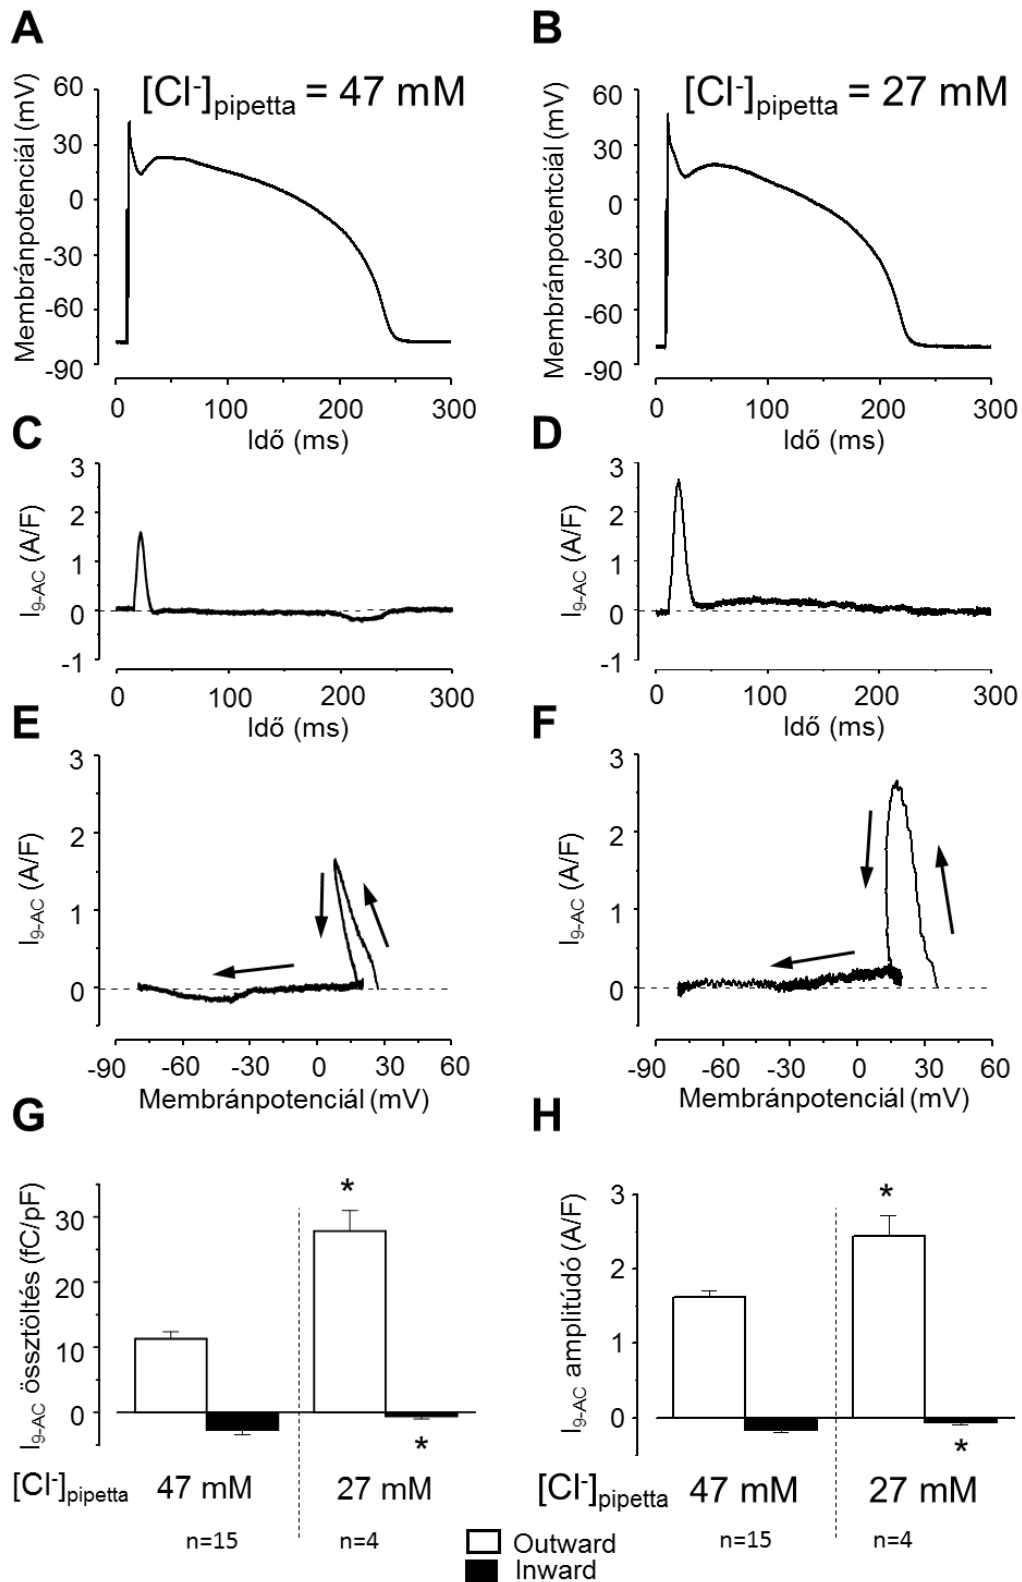 A
[Cl-]pipetta = 47 mM
Membránpotenciál (mV)
60
30
0
-30
-60
-90
0 100 200 300
Idő (ms)
B
[Cl-]pipetta = 27 mM
Membránpotentciál (mV)
60
30
0
-30
-60
-90
0 100 200 300
Idő (ms)
C
I9-AC (A/F)
3
2
1
0
-1
0 100 200 300
Idő (ms)
D
I9-AC (A/F)
3
2
1
0
-1
0 100 200 300
Idő (ms)
E
I9-AC (A/F)
3
2
1
0
-90 -60 -30 0 30 60
Membránpotenciál (mV)
F
I9-AC (A/F)
3
2
1
0
-90 -60 -30 0 30 60
Membránpotenciál (mV)
G
I9-AC össztöltés (fC/pF)
30
20
10
0
*
*
[Cl-]pipetta 47 mM 27 mM
n=15 n=4
H
I9-AC amplitúdó (A/F)
3
2
1
0
*
*
[Cl-]pipetta 47 mM 27 mM
n=15 n=4
Outward
Inward